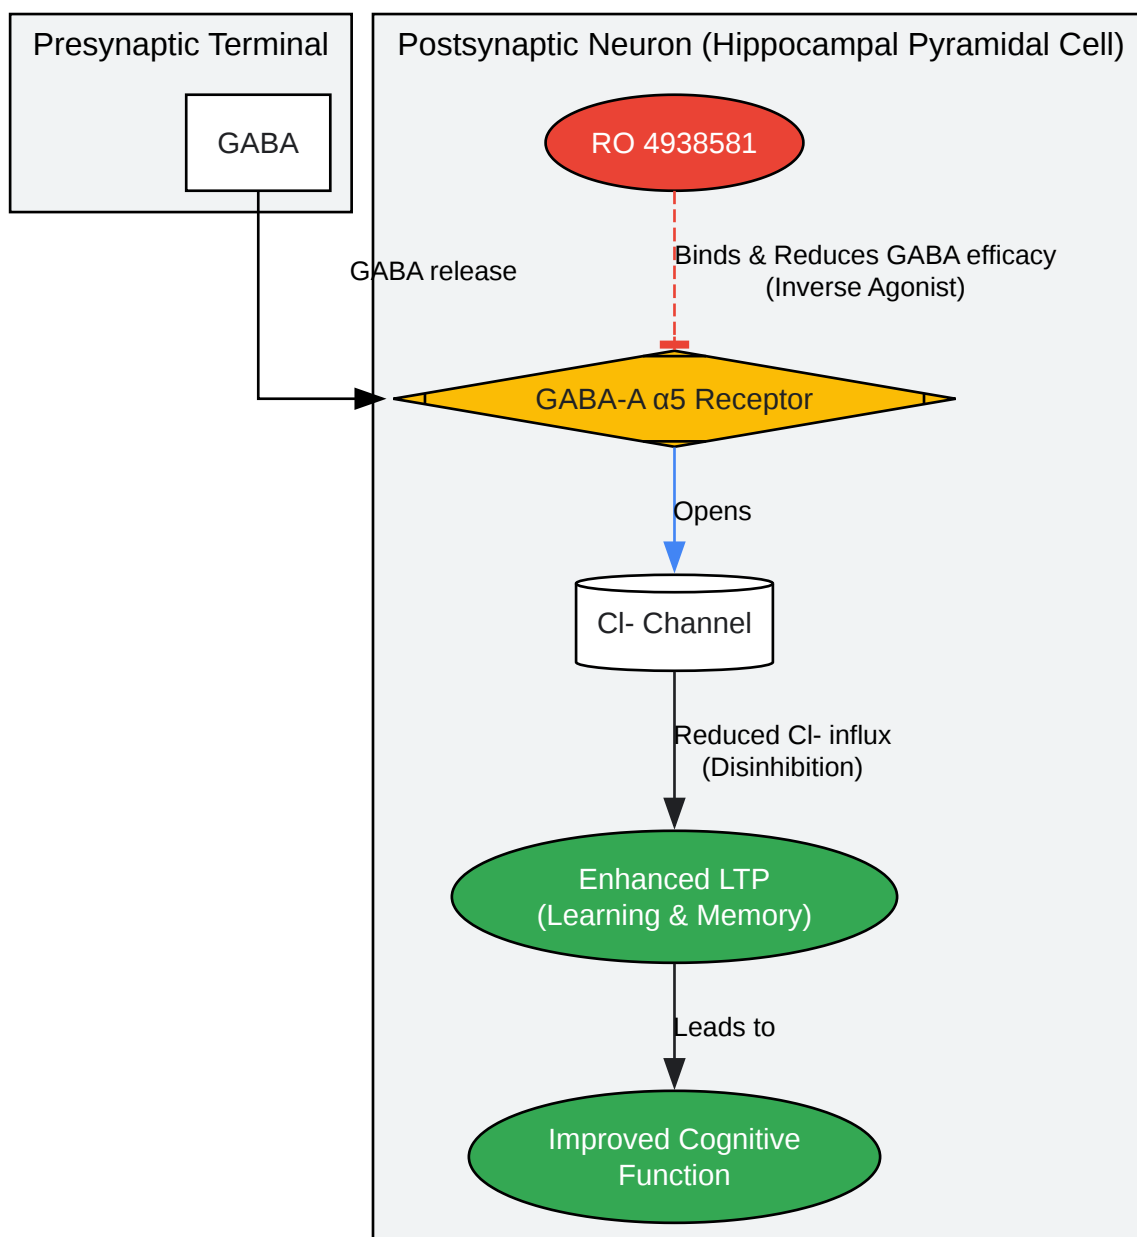 Presynaptic Terminal
Postsynaptic Neuron (Hippocampal Pyramidal Cell)
GABA
RO 4938581
GABA release
Binds & Reduces GABA efficacy
(Inverse Agonist)
GABA-A α5 Receptor
Opens
Cl- Channel
Reduced Cl- influx
(Disinhibition)
Enhanced LTP
(Learning & Memory)
Leads to
Improved Cognitive
Function